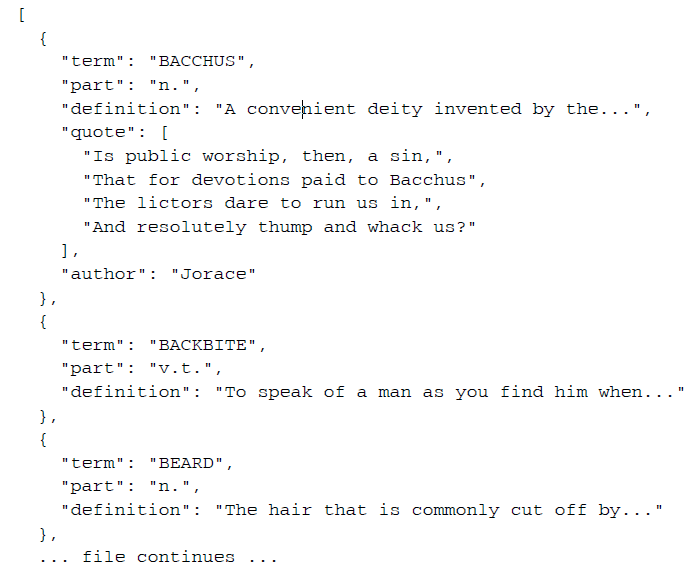 [
  {
    "term": "BACCHUS",
    "part": "n.",
    "definition": "A convenient deity invented by the...",
    "quote": [
      "Is public worship, then, a sin,",
      "That for devotions paid to Bacchus",
      "The lictors dare to run us in,",
      "And resolutely thump and whack us?"
    ],
    "author": "Jorace"
  },
  {
    "term": "BACKBITE",
    "part": "v.t.",
    "definition": "To speak of a man as you find him when..."
  },
  {
    "term": "BEARD",
    "part": "n.",
    "definition": "The hair that is commonly cut off by..."
  },
  ... file continues ...